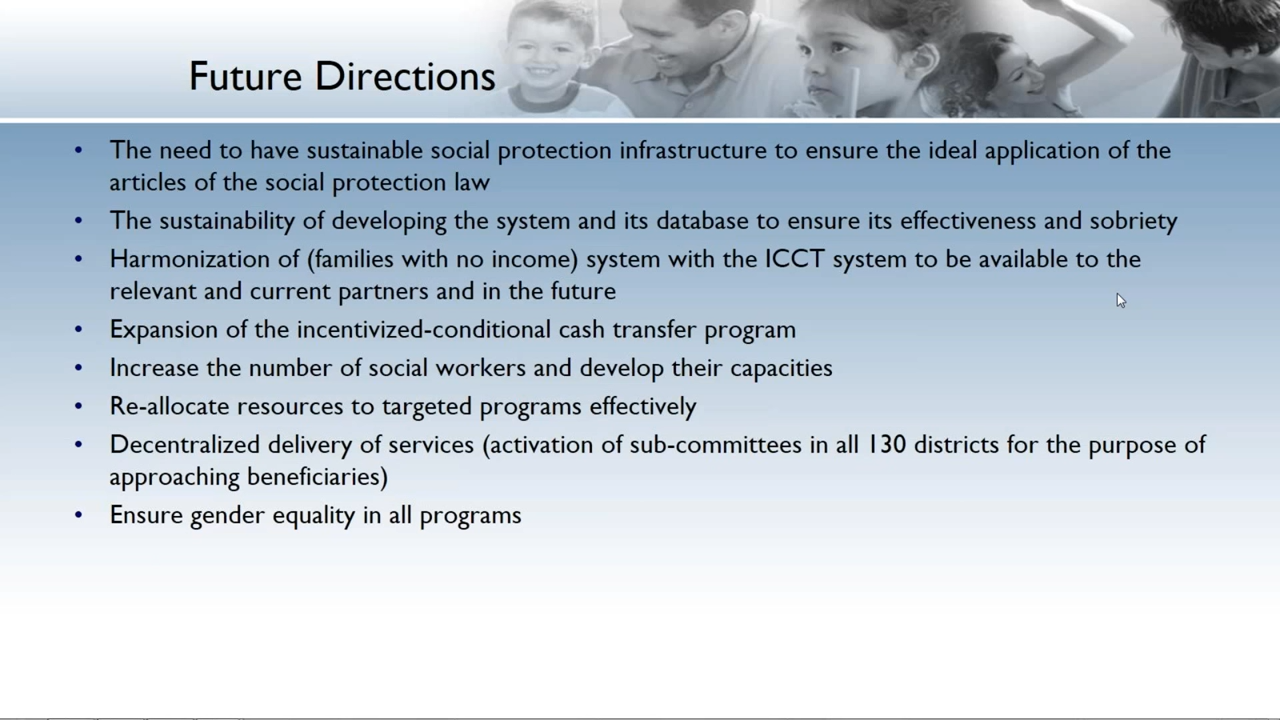 Future Directions
• The need to have sustainable social protection infrastructure to ensure the ideal application of the
articles of the social protection law
• The sustainability of developing the system and its database to ensure its effectiveness and sobriety
• Harmonization of (families with no income) system with the ICCT system to be available to the
relevant and current partners and in the future
• Expansion of the incentivized-conditional cash transfer program
• Increase the number of social workers and develop their capacities
• Re-allocate resources to targeted programs effectively
• Decentralized delivery of services (activation of sub-committees in all 130 districts for the purpose of
approaching beneficiaries)
• Ensure gender equality in all programs